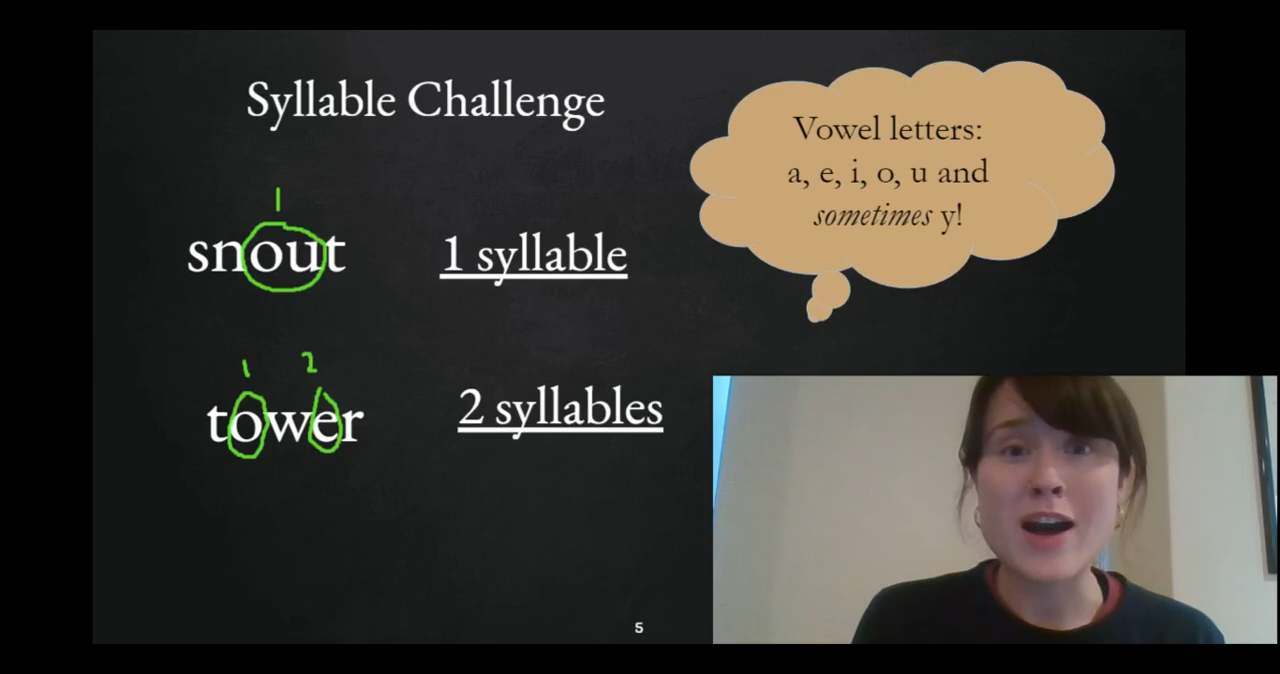 Syllable Challenge
Vowel letters:
a, e, i, o, u and
sometimes y!
1
snout
1 syllable
1 2
tower
2 syllables
5